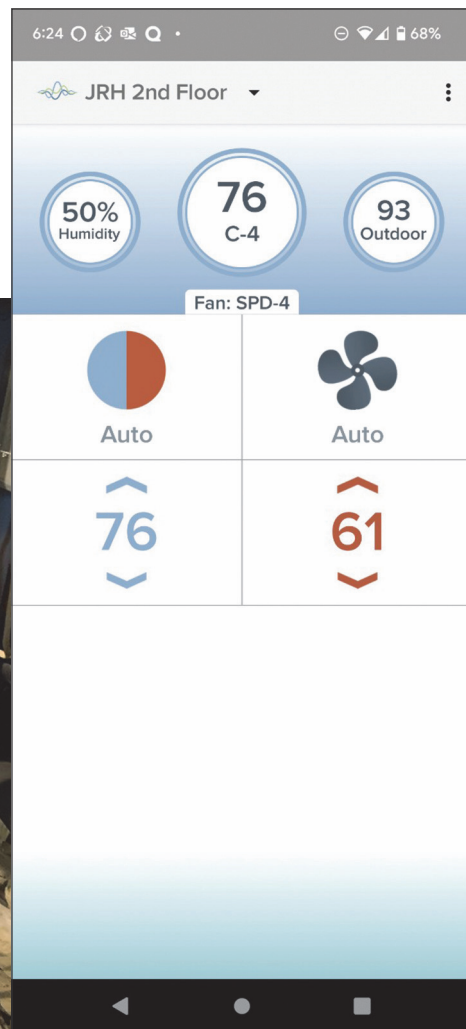 6:24
68%
JRH 2nd Floor
50%
Humidity
76
C-4
93
Outdoor
Fan: SPD-4
Auto
Auto
76
61